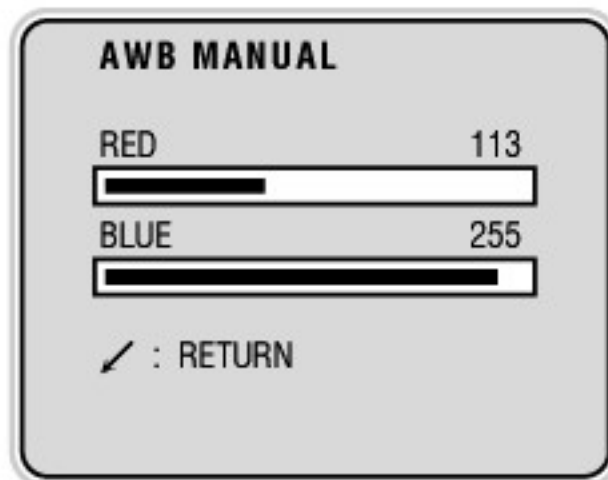 AWB MANUAL
RED 113
BLUE 255
↙ : RETURN